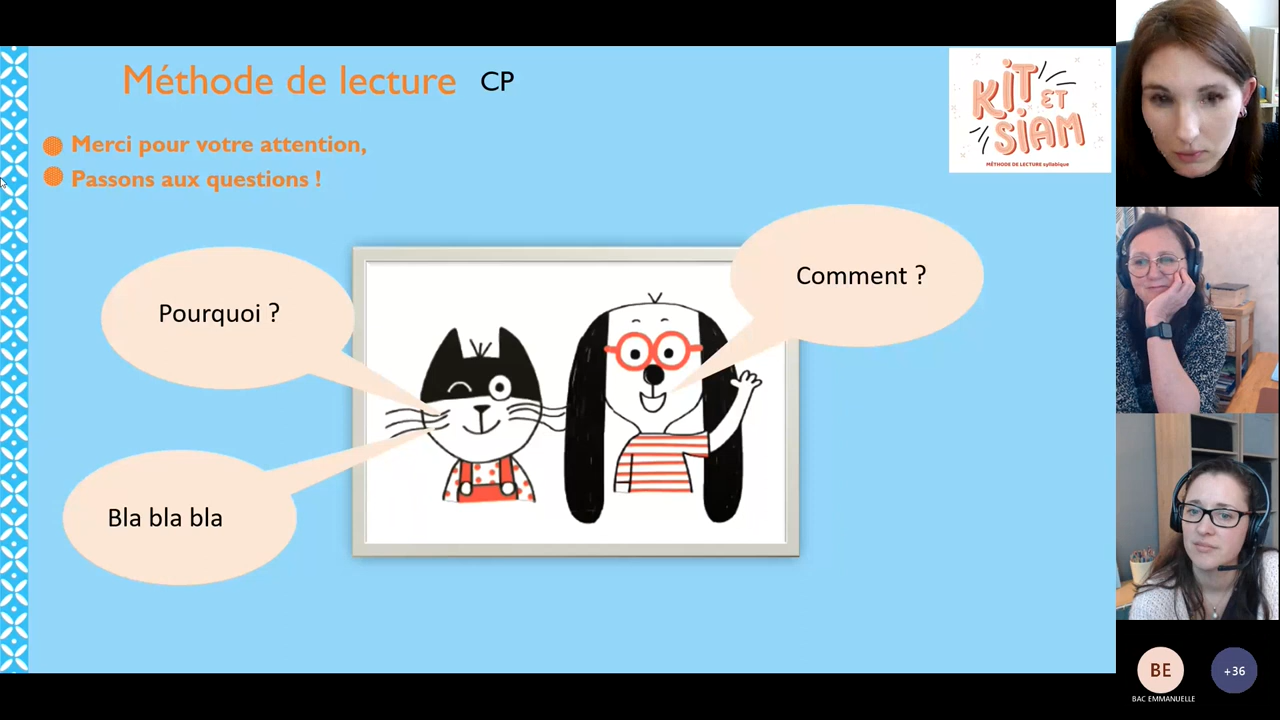 Méthode de lecture CP
KiT
ET
SiAM
MÉTHODE DE LECTURE syllabique
Merci pour votre attention,
Passons aux questions !
Comment ?
Pourquoi ?
Bla bla bla
BE
+36
BAC EMMANUELLE